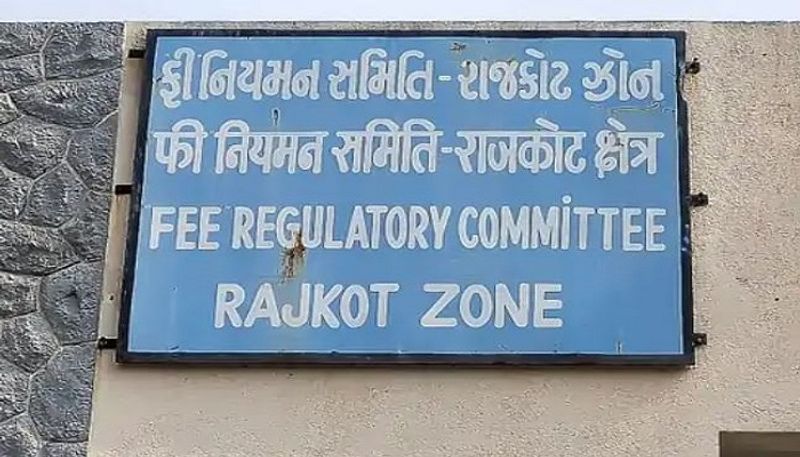 ફી નિયમન સમિતિ-રાજકોટ ઝોન
फी नियमन समिति-राजकोट क्षेत्र
FEE REGULATORY COMMITTEE
RAJKOT ZONE